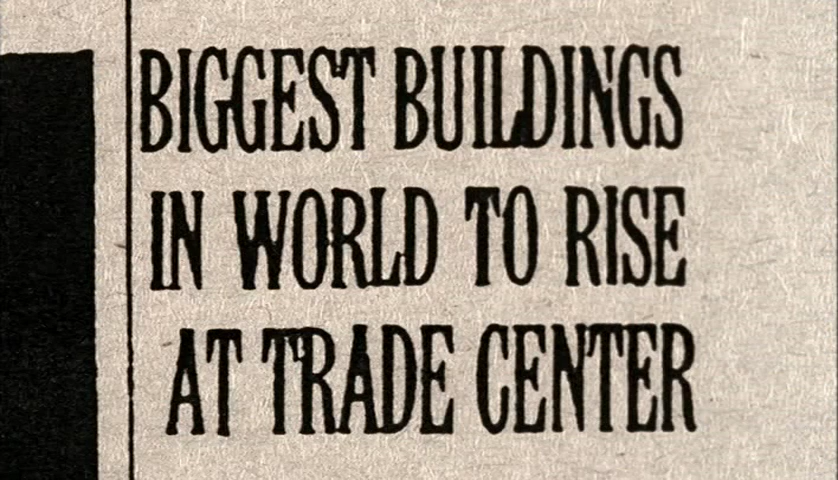 BIGGEST BUILDINGS
IN WORLD TO RISE
AT TRADE CENTER